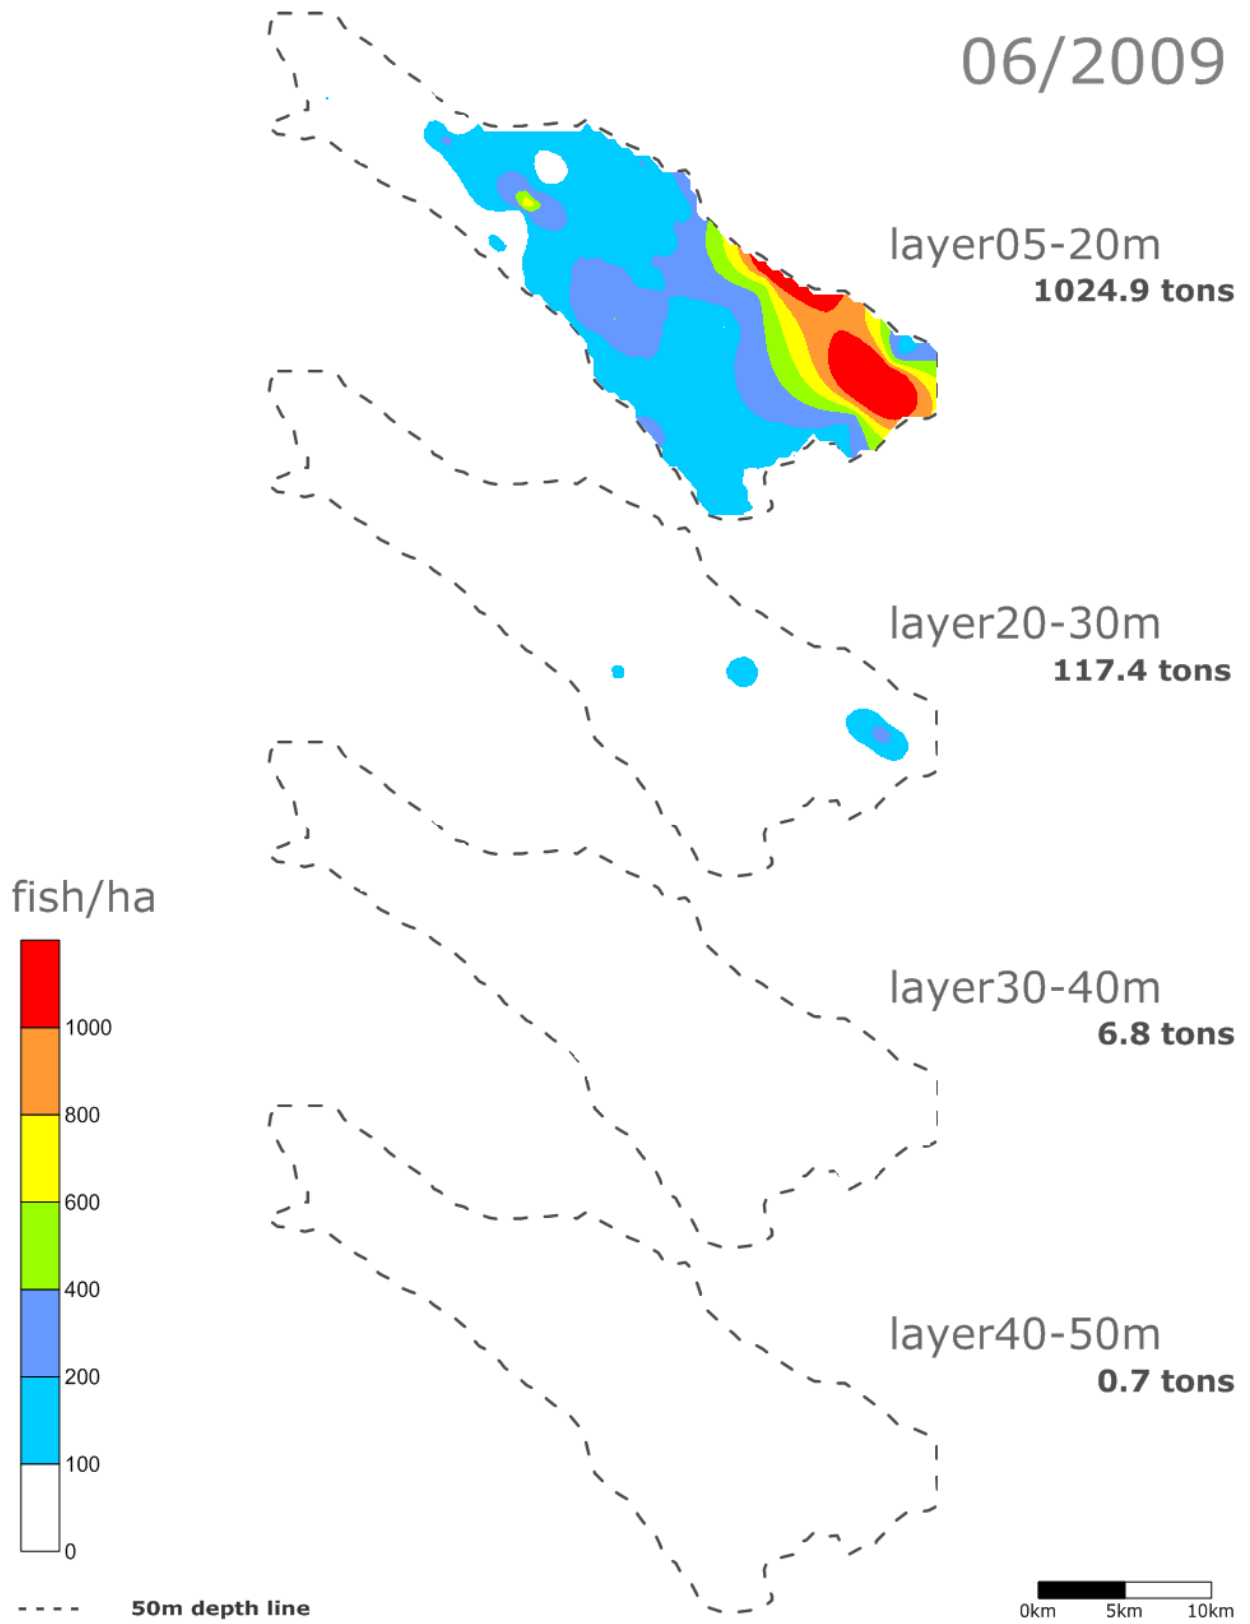 06/2009
layer05-20m
1024.9 tons
layer20-30m
117.4 tons
fish/ha
layer30-40m
6.8 tons
1000
800
600
400
200
100
0
layer40-50m
0.7 tons
50m depth line
0km 5km 10km